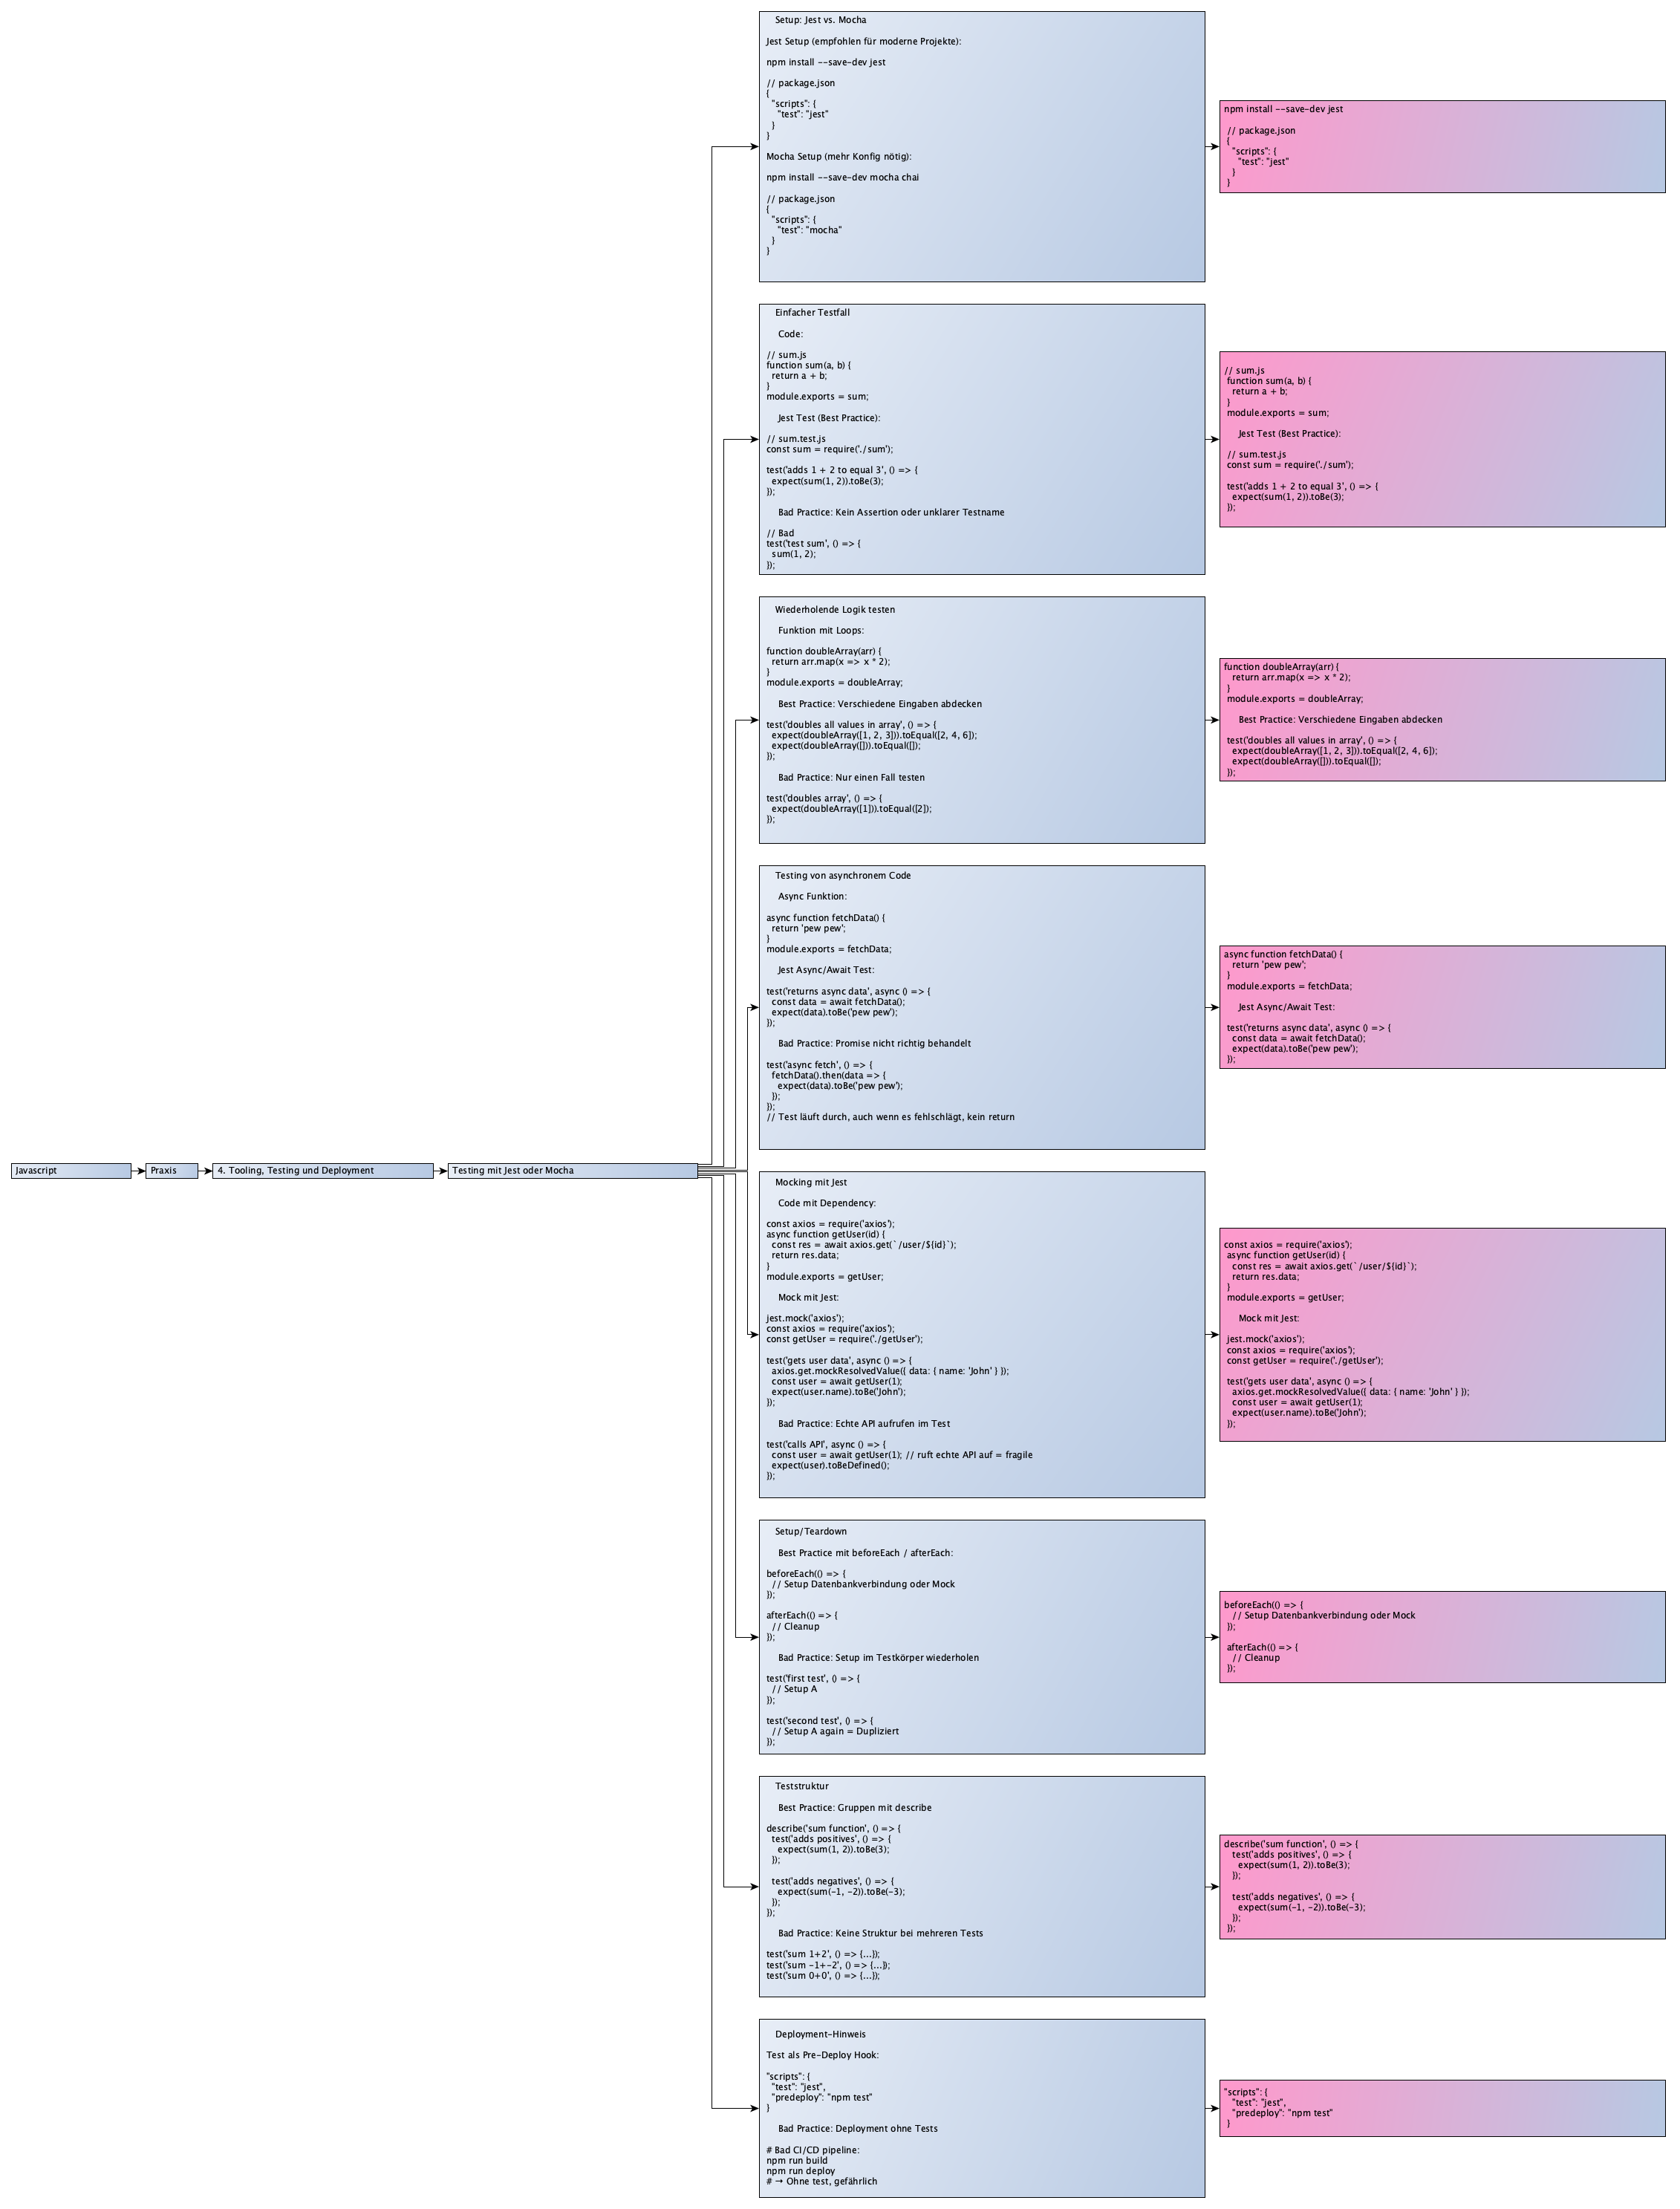 Javascript
Praxis
4. Tooling, Testing und Deployment
Testing mit Jest oder Mocha
Setup: Jest vs. Mocha
Jest Setup (empfohlen für moderne Projekte):
npm install --save-dev jest
// package.json
{
"scripts": {
"test": "jest"
}
}
Mocha Setup (mehr Konfig nötig):
npm install --save-dev mocha chai
// package.json
{
"scripts": {
"test": "mocha"
}
}
npm install --save-dev jest
// package.json
{
"scripts": {
"test": "jest"
}
}
Einfacher Testfall
Code:
// sum.js
function sum(a, b) {
return a + b;
}
module.exports = sum;
Jest Test (Best Practice):
// sum.test.js
const sum = require('./sum');
test('adds 1 + 2 to equal 3', () => {
expect(sum(1, 2)).toBe(3);
});
Bad Practice: Kein Assertion oder unklarer Testname
// Bad
test('test sum', () => {
sum(1, 2);
});
// sum.js
function sum(a, b) {
return a + b;
}
module.exports = sum;
Jest Test (Best Practice):
// sum.test.js
const sum = require('./sum');
test('adds 1 + 2 to equal 3', () => {
expect(sum(1, 2)).toBe(3);
});
Wiederholende Logik testen
Funktion mit Loops:
function doubleArray(arr) {
return arr.map(x => x * 2);
}
module.exports = doubleArray;
Best Practice: Verschiedene Eingaben abdecken
test('doubles all values in array', () => {
expect(doubleArray([1, 2, 3])).toEqual([2, 4, 6]);
expect(doubleArray([])).toEqual([]);
});
Bad Practice: Nur einen Fall testen
test('doubles array', () => {
expect(doubleArray([1])).toEqual([2]);
});
function doubleArray(arr) {
return arr.map(x => x * 2);
}
module.exports = doubleArray;
Best Practice: Verschiedene Eingaben abdecken
test('doubles all values in array', () => {
expect(doubleArray([1, 2, 3])).toEqual([2, 4, 6]);
expect(doubleArray([])).toEqual([]);
});
Testing von asynchronem Code
Async Funktion:
async function fetchData() {
return 'pew pew';
}
module.exports = fetchData;
Jest Async/Await Test:
test('returns async data', async () => {
const data = await fetchData();
expect(data).toBe('pew pew');
});
Bad Practice: Promise nicht richtig behandelt
test('async fetch', () => {
fetchData().then(data => {
expect(data).toBe('pew pew');
});
});
// Test läuft durch, auch wenn es fehlschlägt, kein return
async function fetchData() {
return 'pew pew';
}
module.exports = fetchData;
Jest Async/Await Test:
test('returns async data', async () => {
const data = await fetchData();
expect(data).toBe('pew pew');
});
Mocking mit Jest
Code mit Dependency:
const axios = require('axios');
async function getUser(id) {
const res = await axios.get(`/user/${id}`);
return res.data;
}
module.exports = getUser;
Mock mit Jest:
jest.mock('axios');
const axios = require('axios');
const getUser = require('./getUser');
test('gets user data', async () => {
axios.get.mockResolvedValue({ data: { name: 'John' } });
const user = await getUser(1);
expect(user.name).toBe('John');
});
Bad Practice: Echte API aufrufen im Test
test('calls API', async () => {
const user = await getUser(1); // ruft echte API auf = fragile
expect(user).toBeDefined();
});
const axios = require('axios');
async function getUser(id) {
const res = await axios.get(`/user/${id}`);
return res.data;
}
module.exports = getUser;
Mock mit Jest:
jest.mock('axios');
const axios = require('axios');
const getUser = require('./getUser');
test('gets user data', async () => {
axios.get.mockResolvedValue({ data: { name: 'John' } });
const user = await getUser(1);
expect(user.name).toBe('John');
});
Setup/Teardown
Best Practice mit beforeEach / afterEach:
beforeEach(() => {
// Setup Datenbankverbindung oder Mock
});
afterEach(() => {
// Cleanup
});
Bad Practice: Setup im Testkörper wiederholen
test('first test', () => {
// Setup A
});
test('second test', () => {
// Setup A again = Dupliziert
});
beforeEach(() => {
// Setup Datenbankverbindung oder Mock
});
afterEach(() => {
// Cleanup
});
Teststruktur
Best Practice: Gruppen mit describe
describe('sum function', () => {
test('adds positives', () => {
expect(sum(1, 2)).toBe(3);
});
test('adds negatives', () => {
expect(sum(-1, -2)).toBe(-3);
});
});
Bad Practice: Keine Struktur bei mehreren Tests
test('sum 1+2', () => {...});
test('sum -1+-2', () => {...});
test('sum 0+0', () => {...});
describe('sum function', () => {
test('adds positives', () => {
expect(sum(1, 2)).toBe(3);
});
test('adds negatives', () => {
expect(sum(-1, -2)).toBe(-3);
});
});
Deployment-Hinweis
Test als Pre-Deploy Hook:
"scripts": {
"test": "jest",
"predeploy": "npm test"
}
Bad Practice: Deployment ohne Tests
# Bad CI/CD pipeline:
npm run build
npm run deploy
# → Ohne test, gefährlich
"scripts": {
"test": "jest",
"predeploy": "npm test"
}